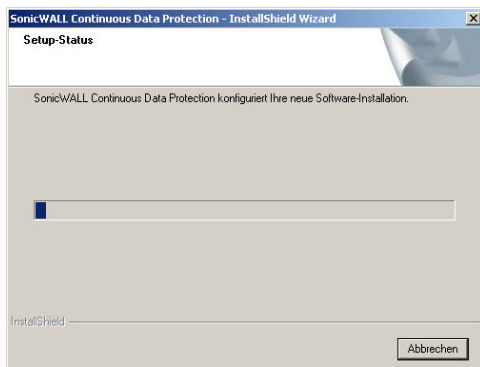 SonicWALL Continuous Data Protection - InstallShield Wizard
Setup-Status
SonicWALL Continuous Data Protection konfiguriert Ihre neue Software-Installation.
InstallShield
Abbrechen